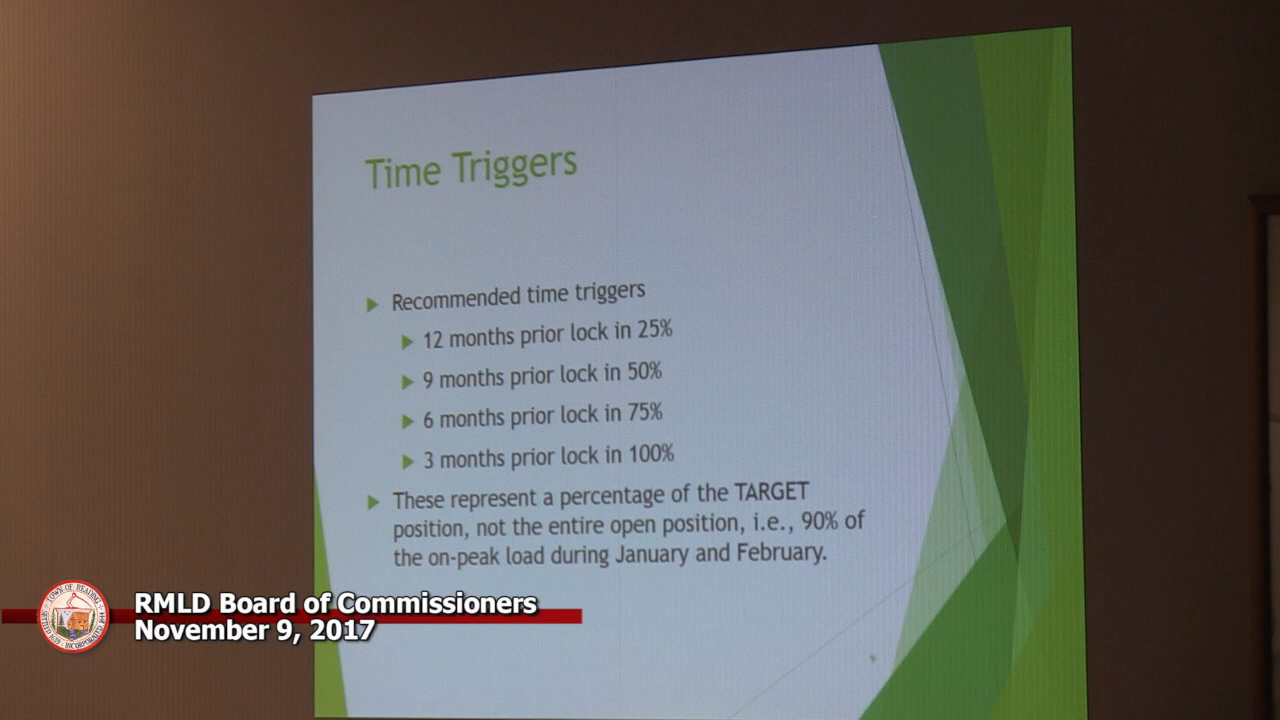 Time Triggers
Recommended time triggers
12 months prior lock in 25%
9 months prior lock in 50%
6 months prior lock in 75%
3 months prior lock in 100%
These represent a percentage of the TARGET
position, not the entire open position, i.e., 90% of
the on-peak load during January and February.
RMLD Board of Commissioners
November 9, 2017
TOWN OF READING